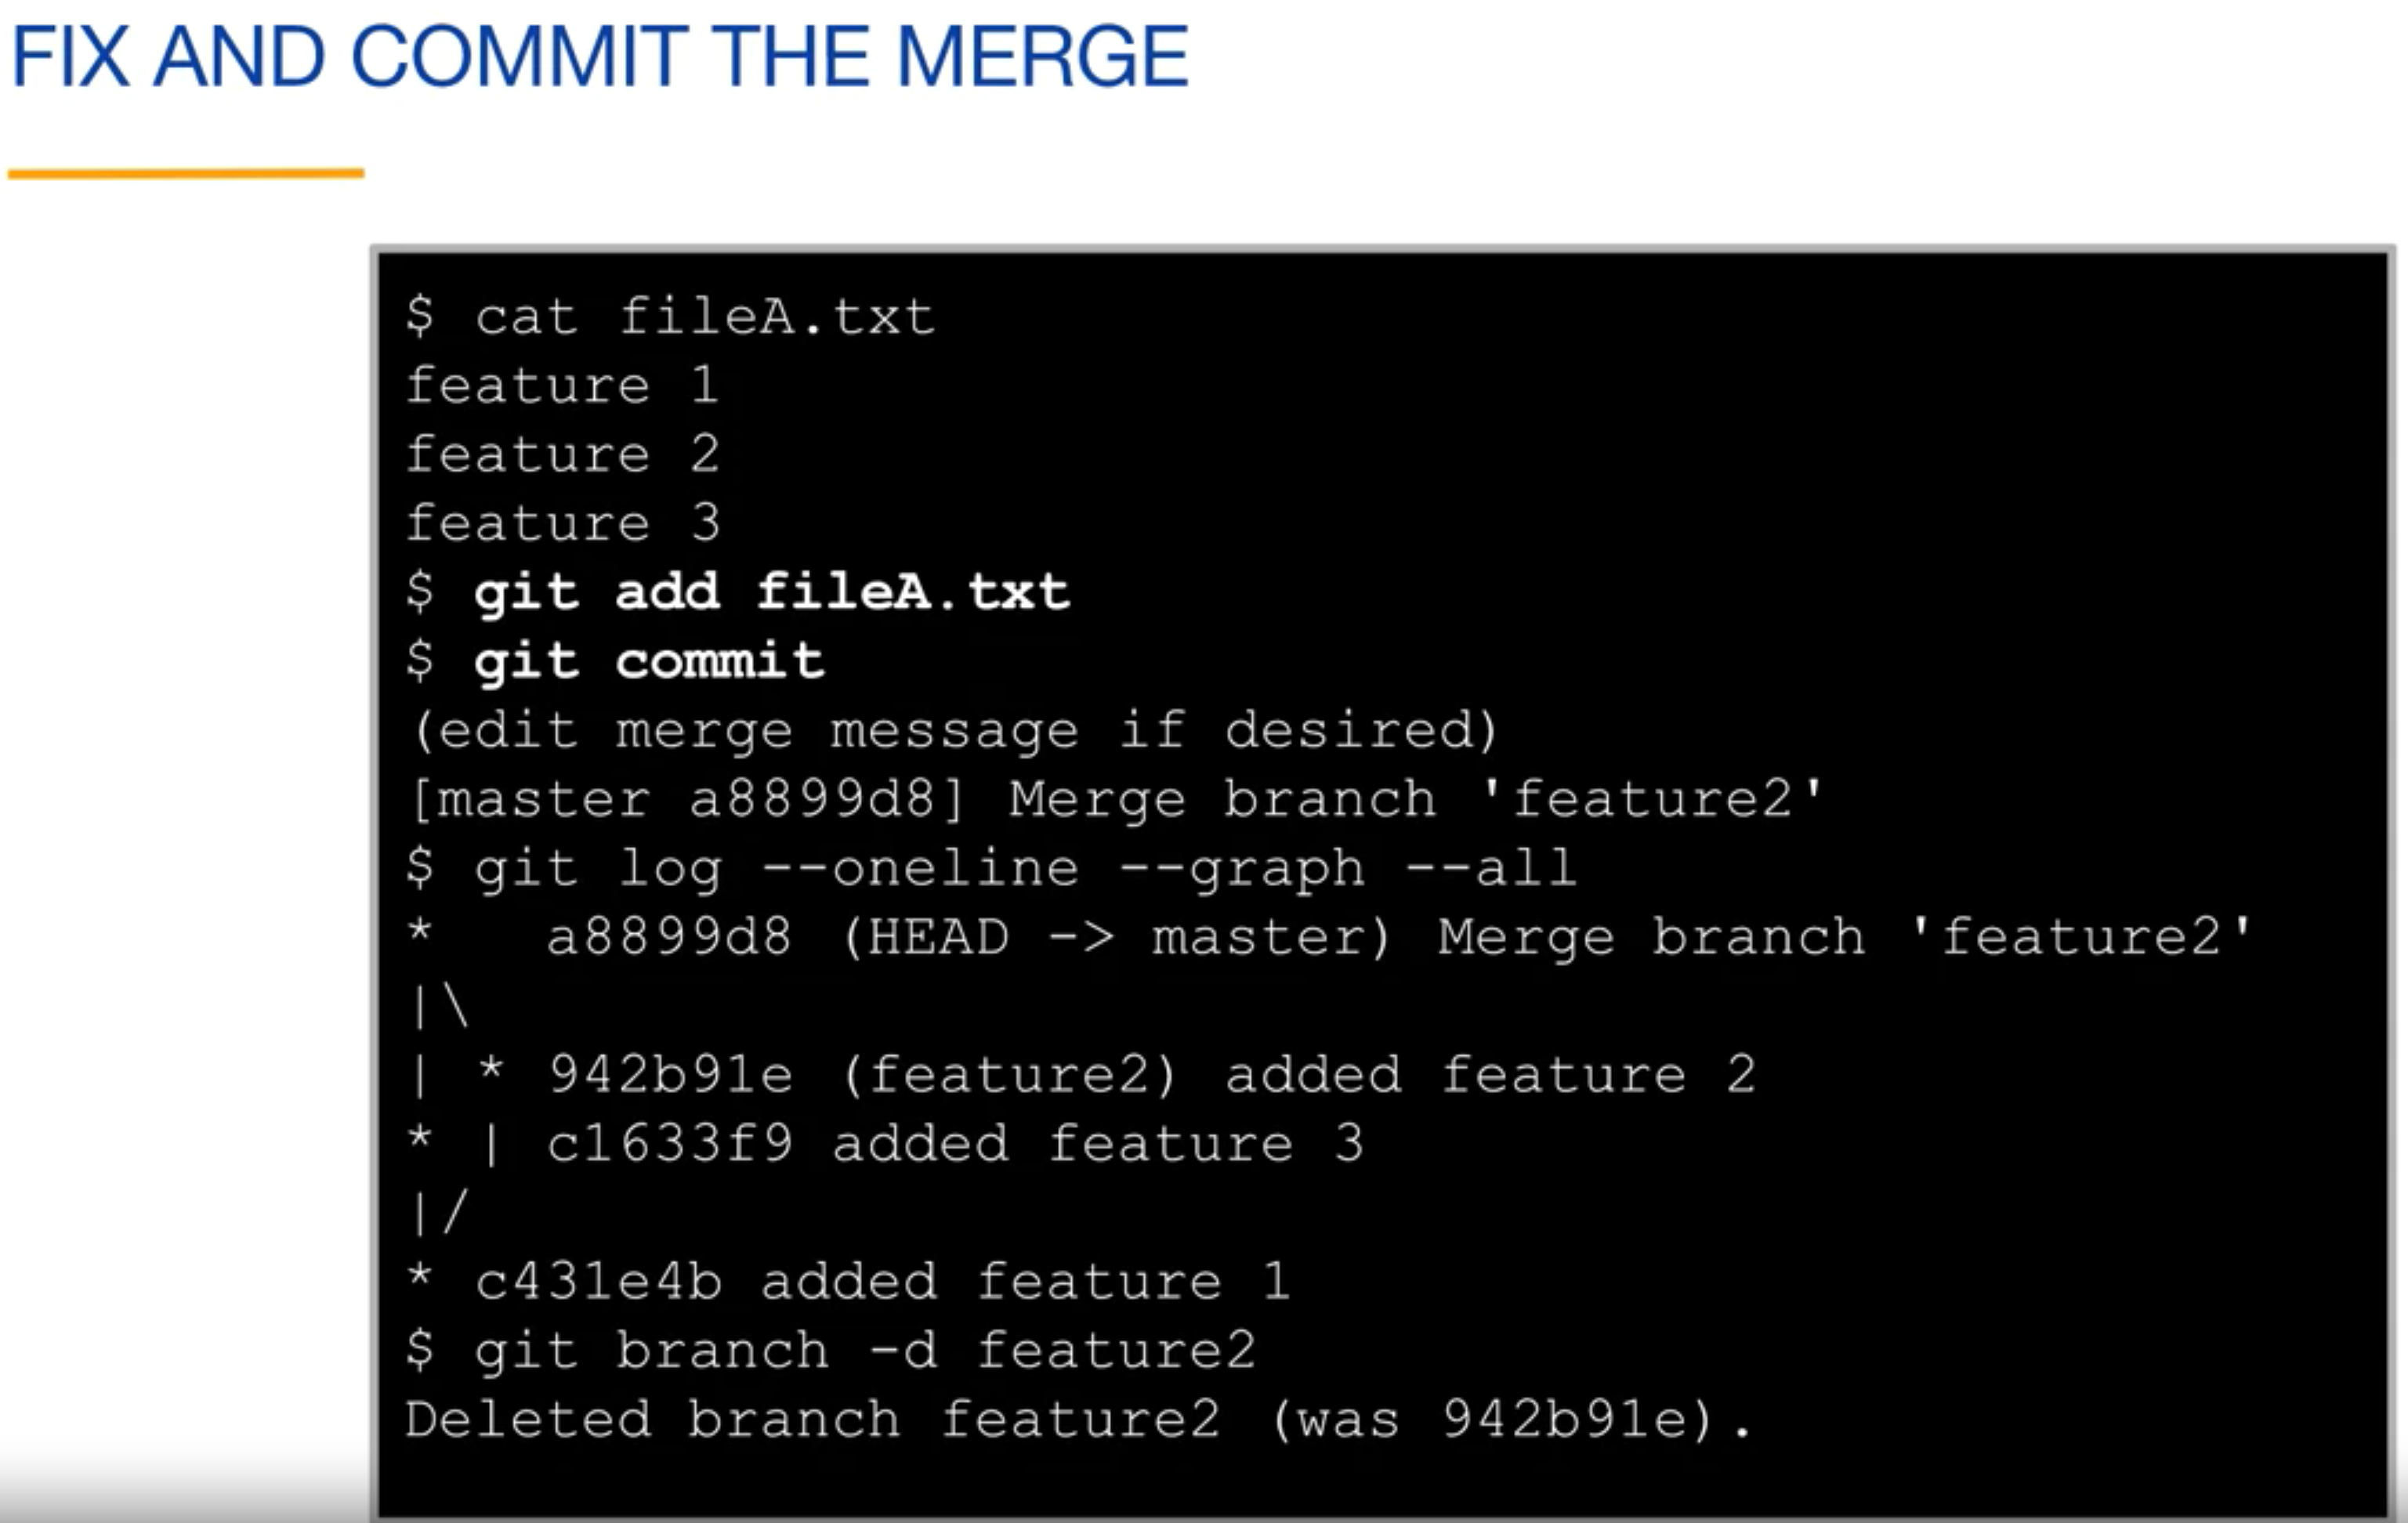 FIX AND COMMIT THE MERGE
$ cat fileA.txt
feature 1
feature 2
feature 3
$ git add fileA.txt
$ git commit
(edit merge message if desired)
[master a8899d8] Merge branch 'feature2'
$ git log --oneline --graph --all
*   a8899d8 (HEAD -> master) Merge branch 'feature2'
|\
| * 942b91e (feature2) added feature 2
* | c1633f9 added feature 3
|/
* c431e4b added feature 1
$ git branch -d feature2
Deleted branch feature2 (was 942b91e).